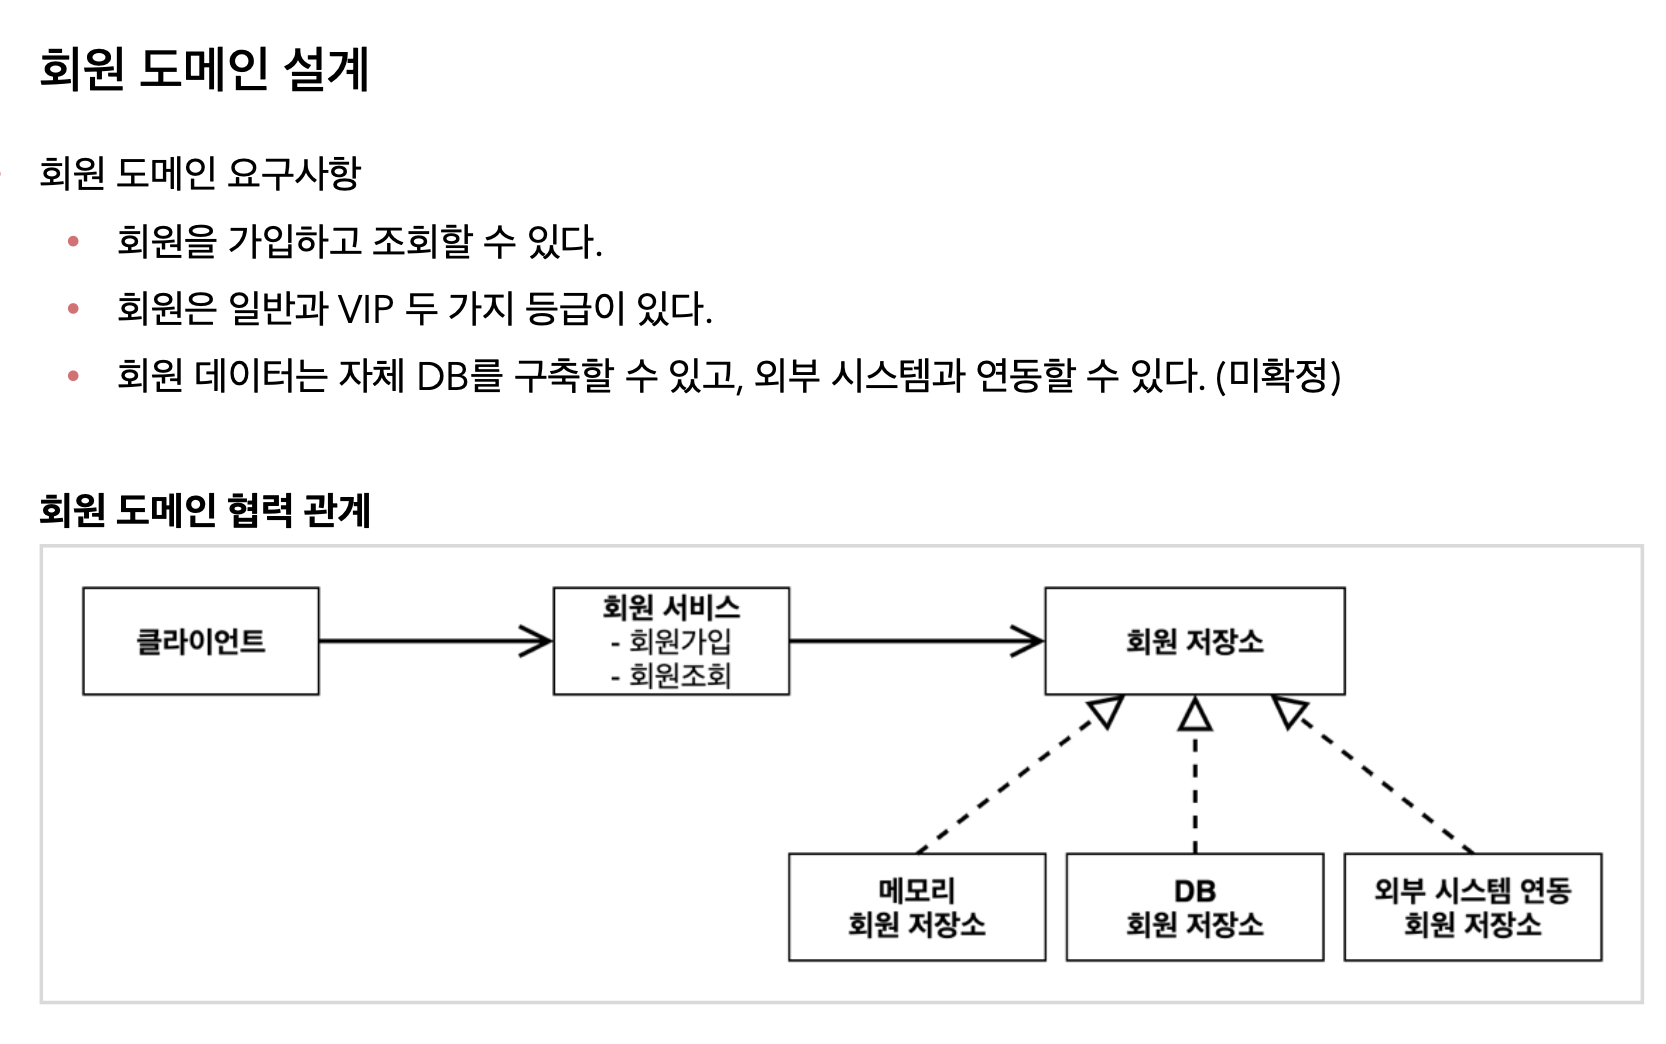 회원 도메인 설계
회원 도메인 요구사항
회원을 가입하고 조회할 수 있다.
회원은 일반과 VIP 두 가지 등급이 있다.
회원 데이터는 자체 DB를 구축할 수 있고, 외부 시스템과 연동할 수 있다. (미확정)
회원 도메인 협력 관계
클라이언트
회원 서비스
- 회원가입
- 회원조회
회원 저장소
메모리
회원 저장소
DB
회원 저장소
외부 시스템 연동
회원 저장소